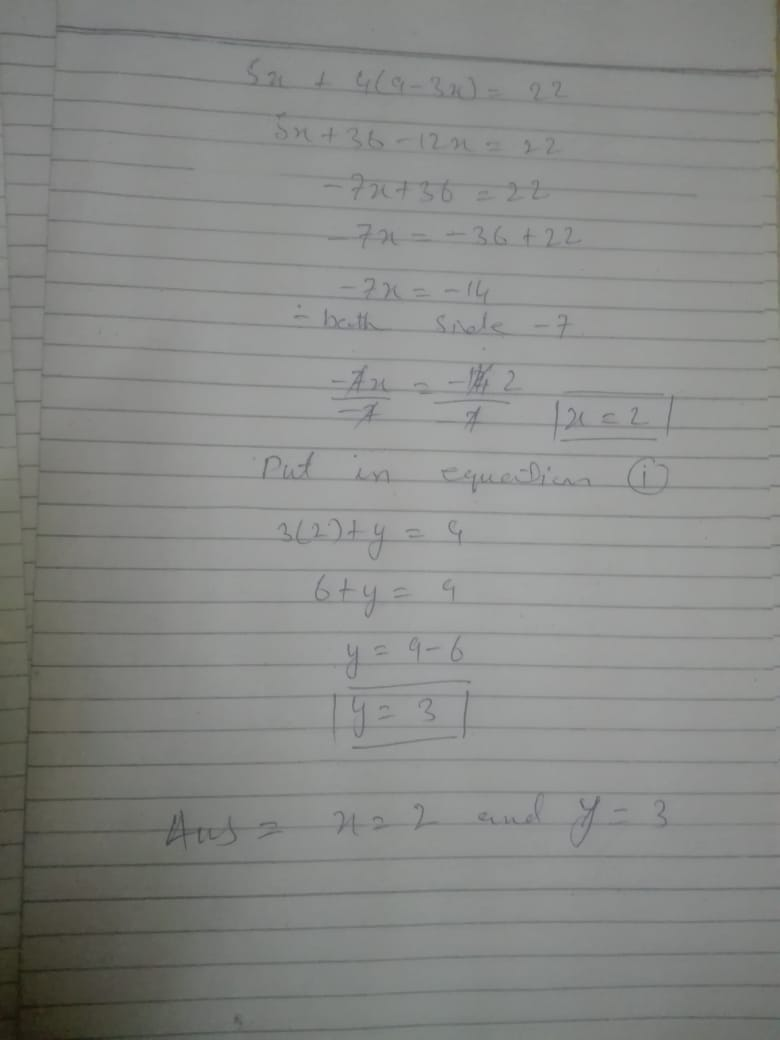 5x + 4(9-3x) = 22
5x + 36 - 12x = 22
-7x + 36 = 22
-7x = -36 + 22
-7x = -14
÷ both side -7
-7x/-7 = -14/-7 2 x = 2
Put in equation (i)
3(2) + y = 9
6 + y = 9
y = 9 - 6
y = 3
Ans = x = 2 and y = 3